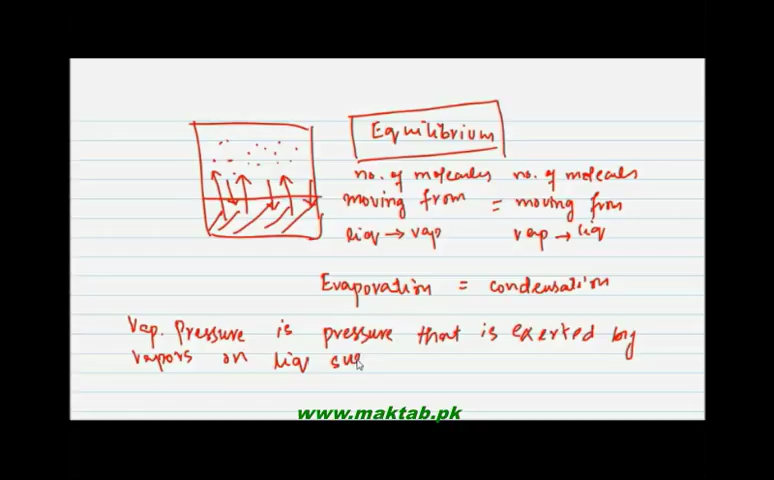 Equilibrium
no. of molecules no. of molecules
moving from = moving from
liq → vap vap → liq
Evaporation = condensation
Vap. Pressure is pressure that is exerted by
vapors on liq su
www.maktab.pk